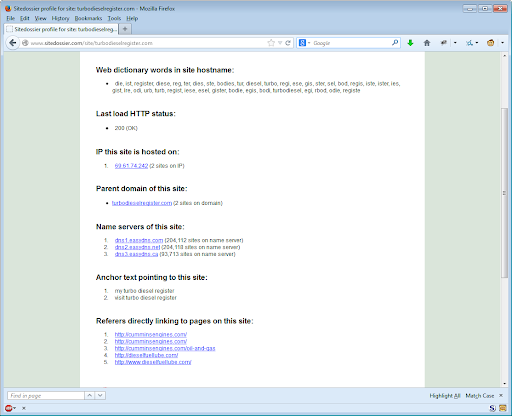 Sitedossier profile for site: turbodieselregister.com - Mozilla Firefox
File Edit View History Bookmarks Tools Help
Sitedossier profile for site: turbodieselregister...
www.sitedossier.com/site/turbodieselregister.com
Google
Web dictionary words in site hostname:
die, ist, register, diese, reg, fer, dies, ste, bodies, tur, diesel, turbo, regi, ese, gis, ster, sel, bod, regis, iste, ister, ies,
gist, tre, odi, urb, turb, regist, iese, esel, gister, bodie, egis, bodi, turbodiesel, egi, rbod, odie, registe
Last load HTTP status:
200 (OK)
IP this site is hosted on:
1. 69.61.74.242 (2 sites on IP)
Parent domain of this site:
turbodieselregister.com (2 sites on domain)
Name servers of this site:
1. dns1.easydns.com (204,112 sites on name server)
2. dns2.easydns.net (204,118 sites on name server)
3. dns3.easydns.ca (93,713 sites on name server)
Anchor text pointing to this site:
1. my turbo diesel register
2. visit turbo diesel register
Referers directly linking to pages on this site:
1. http://cumminsengines.com/
2. http://cumminsengines.com/
3. http://cumminsengines.com/oil-and-gas
4. http://dieselfuellube.com/
5. http://www.dieselfuellube.com/
Find in page
Highlight All Match Case
ABP